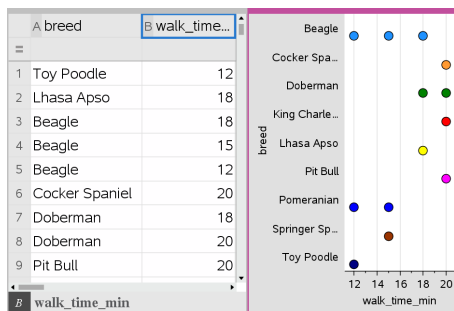 A breed B walk_time...
=
1 Toy Poodle 12
2 Lhasa Apso 18
3 Beagle 18
4 Beagle 15
5 Beagle 12
6 Cocker Spaniel 20
7 Doberman 18
8 Doberman 20
9 Pit Bull 20
B walk_time_min
breed
Beagle
Cocker Spa...
Doberman
King Charle...
Lhasa Apso
Pit Bull
Pomeranian
Springer Sp...
Toy Poodle
12 14 16 18 20
walk_time_min